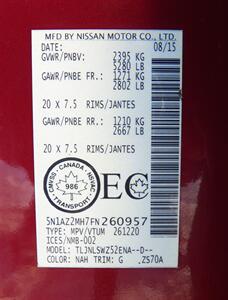 MFD BY NISSAN MOTOR CO., LTD.
DATE: 08/15
GVWR/PNBV: 2395 KG
5280 LB
GAWR/PNBE FR.: 1271 KG
2802 LB
20 X 7.5 RIMS/JANTES
GAWR/PNBE RR.: 1210 KG
2667 LB
20 X 7.5 RIMS/JANTES
CMVSS · CANADA · NSVAC
986
TRANSPORT
EC
5N1AZ2MH7FN260957
TYPE: MPV/VTUM 261220
ICES/NMB-002
MODEL: TLJNLSWZ52ENA--D--
COLOR: NAH TRIM: G ,ZS70A